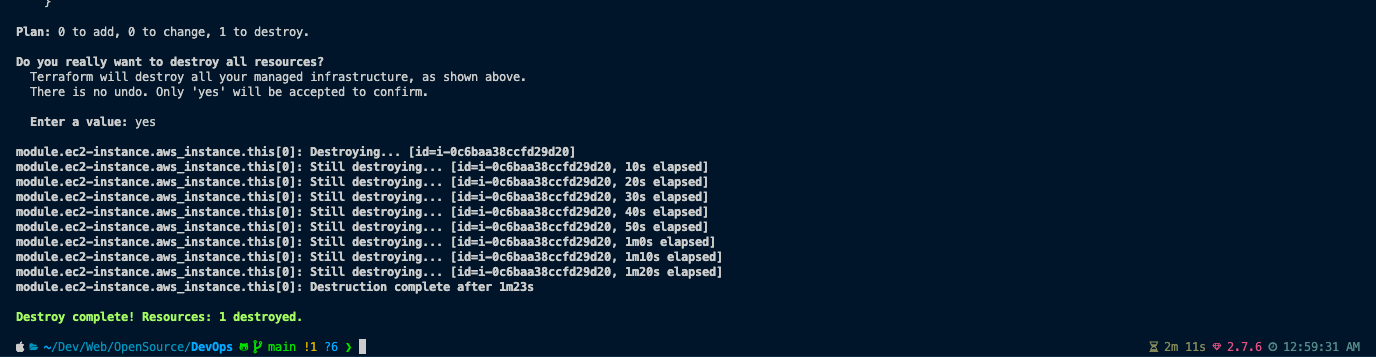 }
Plan: 0 to add, 0 to change, 1 to destroy.
Do you really want to destroy all resources?
Terraform will destroy all your managed infrastructure, as shown above.
There is no undo. Only 'yes' will be accepted to confirm.
Enter a value: yes
module.ec2-instance.aws_instance.this[0]: Destroying... [id=i-0c6baa38ccfd29d20]
module.ec2-instance.aws_instance.this[0]: Still destroying... [id=i-0c6baa38ccfd29d20, 10s elapsed]
module.ec2-instance.aws_instance.this[0]: Still destroying... [id=i-0c6baa38ccfd29d20, 20s elapsed]
module.ec2-instance.aws_instance.this[0]: Still destroying... [id=i-0c6baa38ccfd29d20, 30s elapsed]
module.ec2-instance.aws_instance.this[0]: Still destroying... [id=i-0c6baa38ccfd29d20, 40s elapsed]
module.ec2-instance.aws_instance.this[0]: Still destroying... [id=i-0c6baa38ccfd29d20, 50s elapsed]
module.ec2-instance.aws_instance.this[0]: Still destroying... [id=i-0c6baa38ccfd29d20, 1m0s elapsed]
module.ec2-instance.aws_instance.this[0]: Still destroying... [id=i-0c6baa38ccfd29d20, 1m10s elapsed]
module.ec2-instance.aws_instance.this[0]: Still destroying... [id=i-0c6baa38ccfd29d20, 1m20s elapsed]
module.ec2-instance.aws_instance.this[0]: Destruction complete after 1m23s
Destroy complete! Resources: 1 destroyed.
~/Dev/Web/OpenSource/DevOps main !1 ?6 ❯ 2m 11s 2.7.6 12:59:31 AM